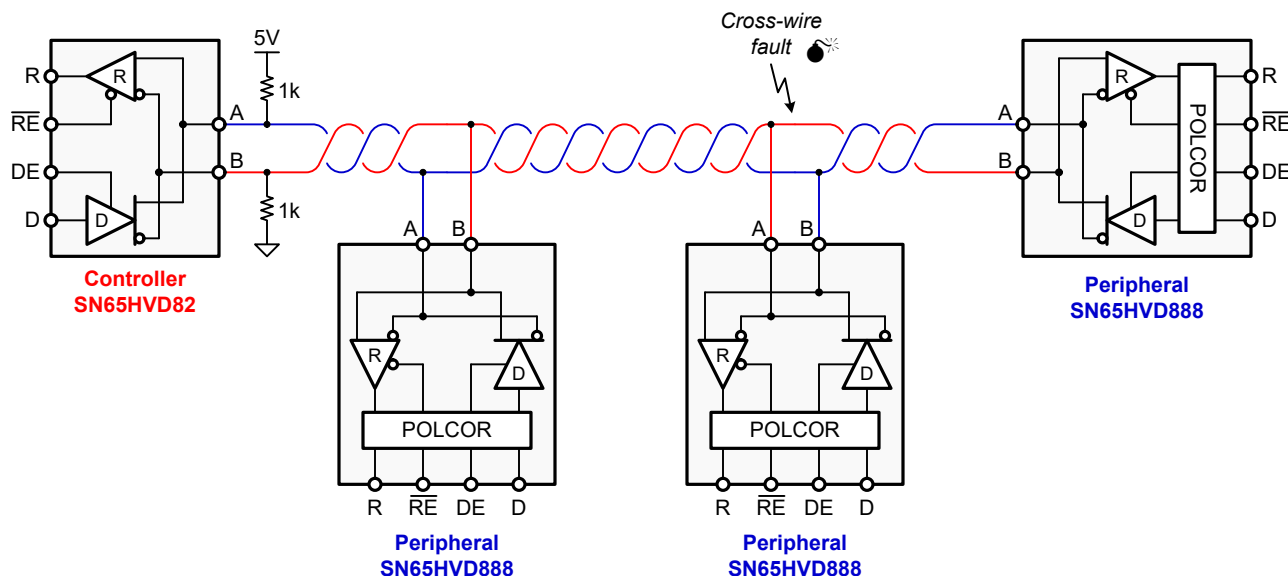 Cross-wire
fault
5V
1k
A
B
1k
R
RE
DE
D
R
D
Controller
SN65HVD82
A
B
R
D
POLCOR
R
RE
DE
D
Peripheral
SN65HVD888
A
B
R
D
POLCOR
R
RE
DE
D
Peripheral
SN65HVD888
A
B
R
D
POLCOR
R
RE
DE
D
Peripheral
SN65HVD888